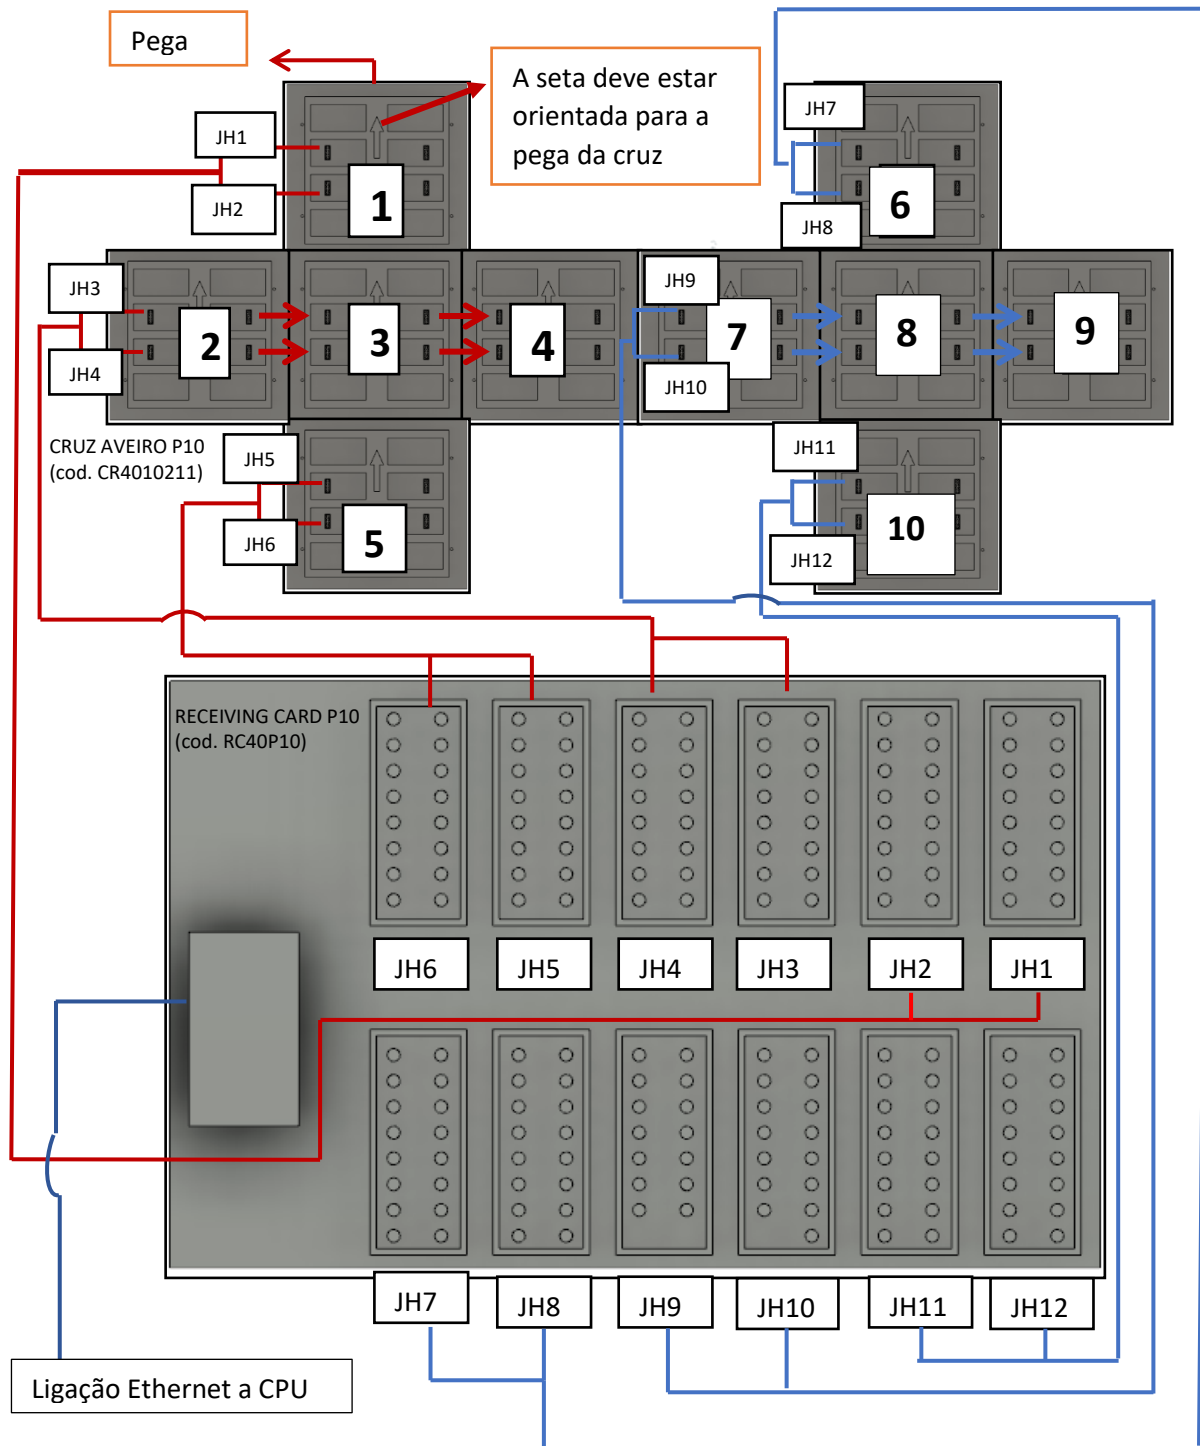 Pega
A seta deve estar
orientada para a
pega da cruz
JH1
JH2
1
JH7
JH8
6
JH3
JH4
2
3
4
JH9
JH10
7
8
9
CRUZ AVEIRO P10
(cod. CR4010211)
JH5
JH6
5
JH11
JH12
10
RECEIVING CARD P10
(cod. RC40P10)
JH6
JH5
JH4
JH3
JH2
JH1
JH7
JH8
JH9
JH10
JH11
JH12
Ligação Ethernet a CPU